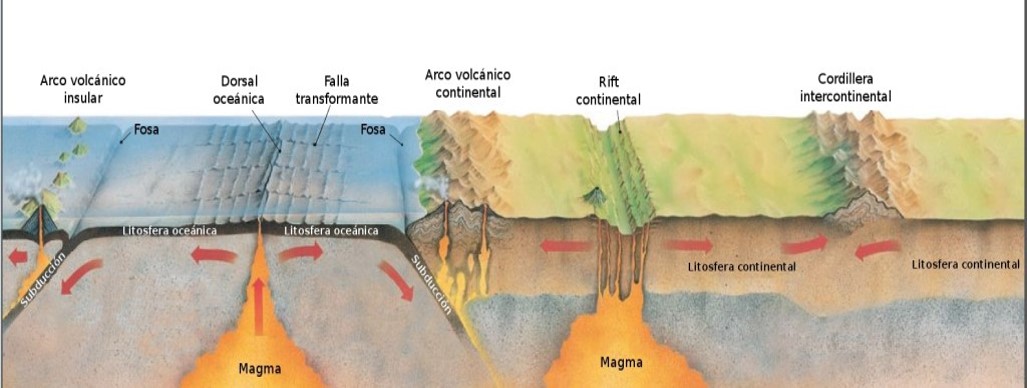 Arco volcánico
insular
Dorsal
oceánica
Falla
transformante
Arco volcánico
continental
Rift
continental
Cordillera
intercontinental
Fosa
Fosa
Litosfera oceánica
Litosfera oceánica
Subducción
Subducción
Litosfera continental
Litosfera continental
Magma
Magma